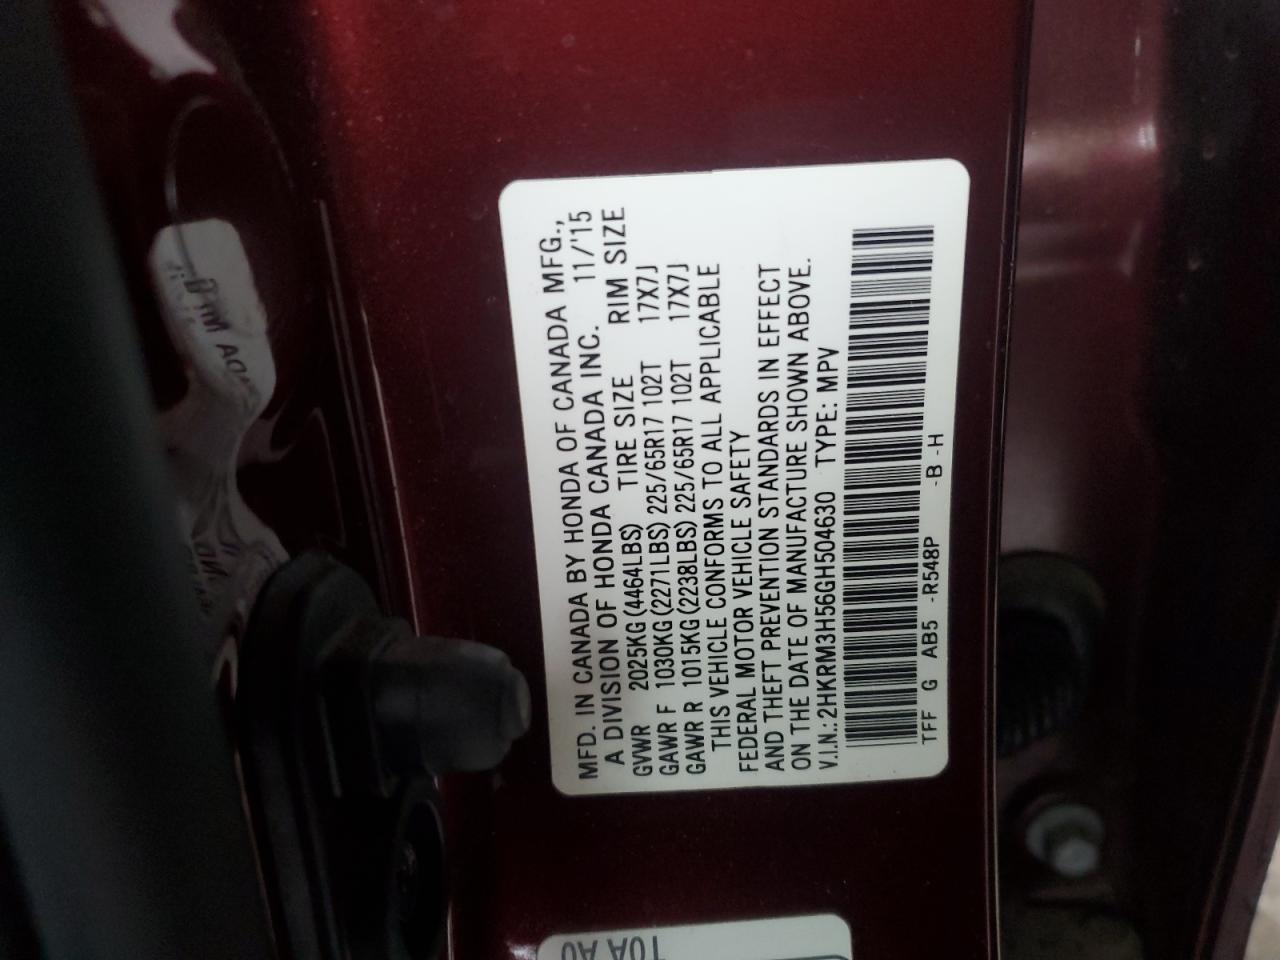 MFD. IN CANADA BY HONDA OF CANADA MFG.,
A DIVISION OF HONDA CANADA INC. 11/'15
GVWR 2025KG(4464LBS) TIRE SIZE RIM SIZE
GAWR F 1030KG(2271LBS) 225/65R17 102T 17X7J
GAWR R 1015KG(2238LBS) 225/65R17 102T 17X7J
THIS VEHICLE CONFORMS TO ALL APPLICABLE
FEDERAL MOTOR VEHICLE SAFETY
AND THEFT PREVENTION STANDARDS IN EFFECT
ON THE DATE OF MANUFACTURE SHOWN ABOVE.
V.I.N.: 2HKRM3H56GH504630 TYPE: MPV
TFF G AB5 -R548P -B -H
T0A A0